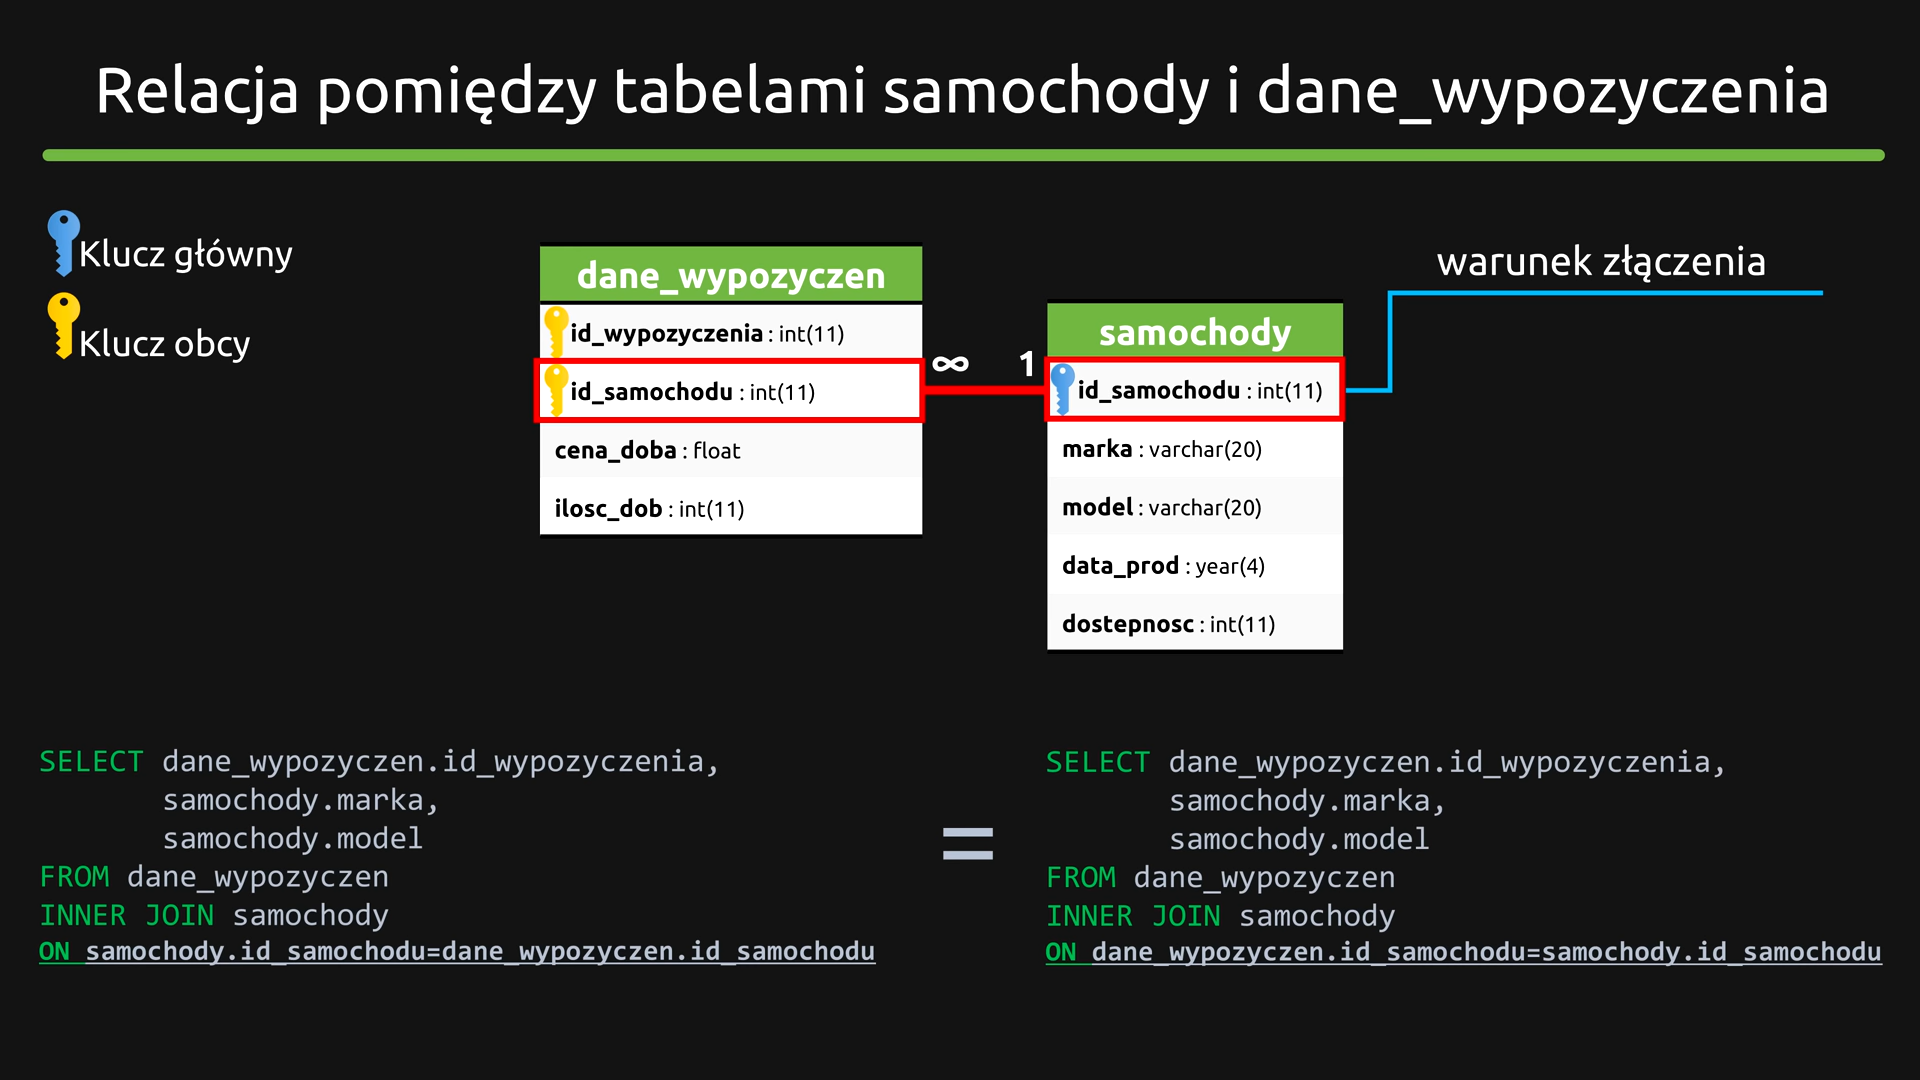 Relacja pomiędzy tabelami samochody i dane_wypozyczenia
Klucz główny
Klucz obcy
dane_wypozyczen
id_wypozyczenia : int(11)
id_samochodu : int(11)
cena_doba : float
ilosc_dob : int(11)
∞ 1
samochody
id_samochodu : int(11)
marka : varchar(20)
model : varchar(20)
data_prod : year(4)
dostepnosc : int(11)
warunek złączenia
SELECT dane_wypozyczen.id_wypozyczenia,
samochody.marka,
samochody.model
FROM dane_wypozyczen
INNER JOIN samochody
ON samochody.id_samochodu=dane_wypozyczen.id_samochodu
=
SELECT dane_wypozyczen.id_wypozyczenia,
samochody.marka,
samochody.model
FROM dane_wypozyczen
INNER JOIN samochody
ON dane_wypozyczen.id_samochodu=samochody.id_samochodu